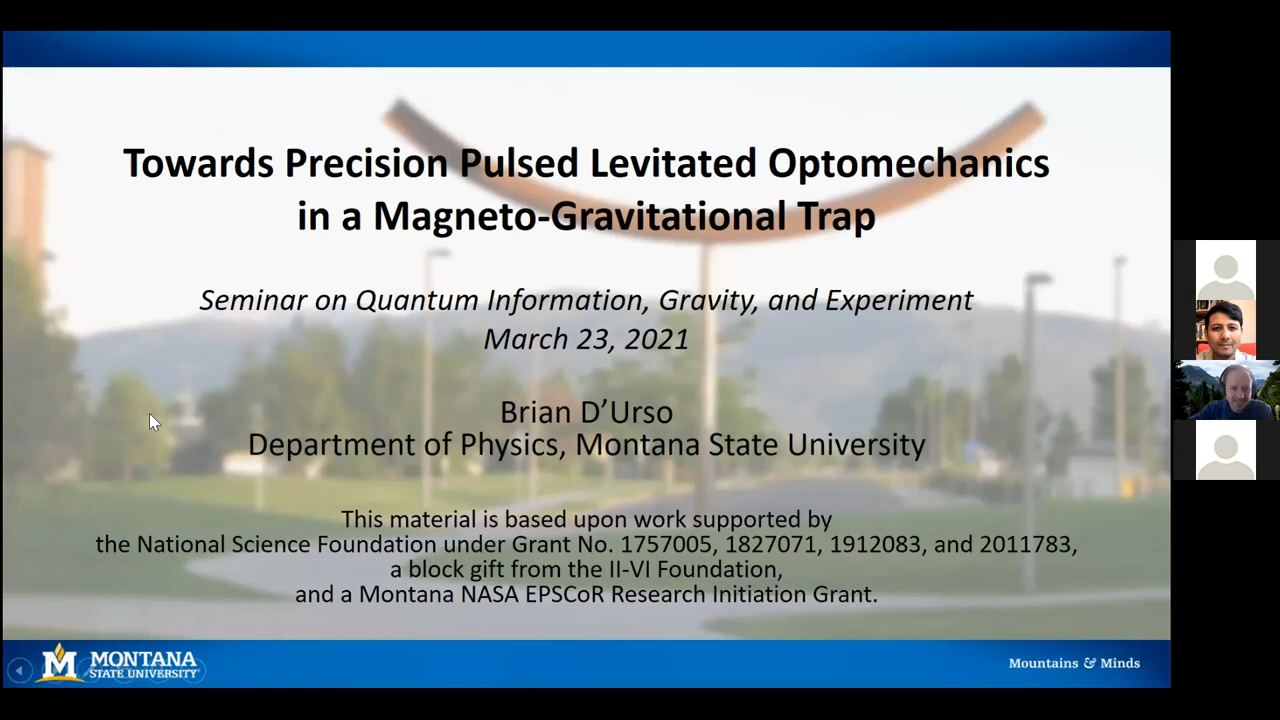 Towards Precision Pulsed Levitated Optomechanics
in a Magneto-Gravitational Trap
Seminar on Quantum Information, Gravity, and Experiment
March 23, 2021
Brian D’Urso
Department of Physics, Montana State University
This material is based upon work supported by
the National Science Foundation under Grant No. 1757005, 1827071, 1912083, and 2011783,
a block gift from the II-VI Foundation,
and a Montana NASA EPSCoR Research Initiation Grant.
M MONTANA
STATE UNIVERSITY
Mountains & Minds